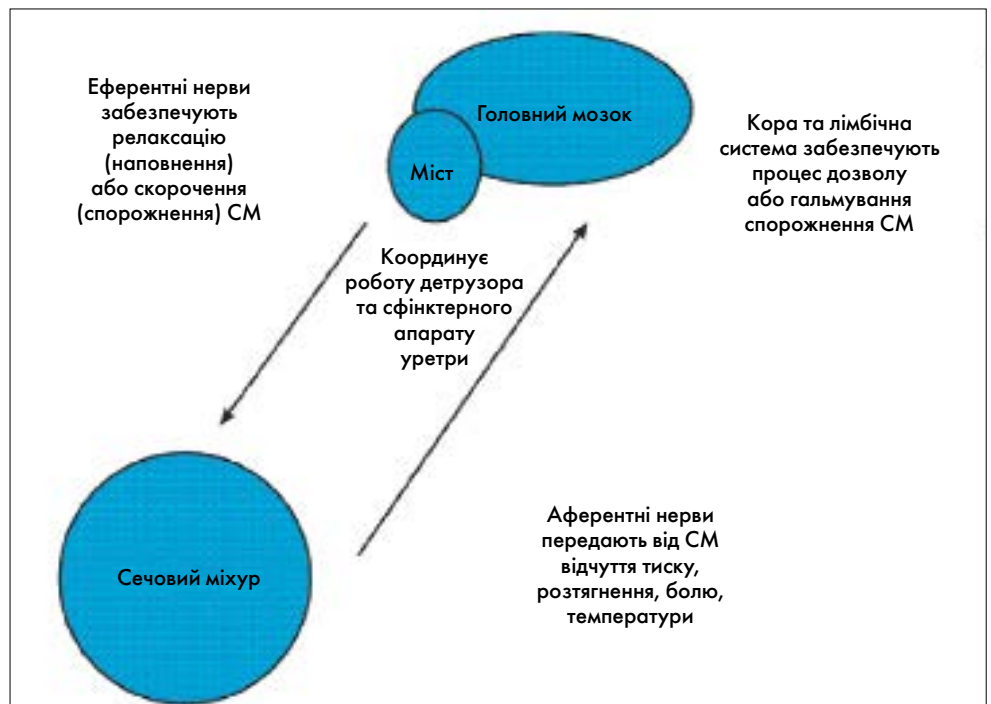 Еферентні нерви
забезпечують
релаксацію
(наповнення)
або скорочення
(спорожнення) СМ
Головний мозок
Міст
Кора та лімбічна
система забезпечують
процес дозволу
або гальмування
спорожнення СМ
Координує
роботу детрузора
та сфінктерного
апарату
уретри
Сечовий міхур
Аферентні нерви
передають від СМ
відчуття тиску,
розтягнення, болю,
температури